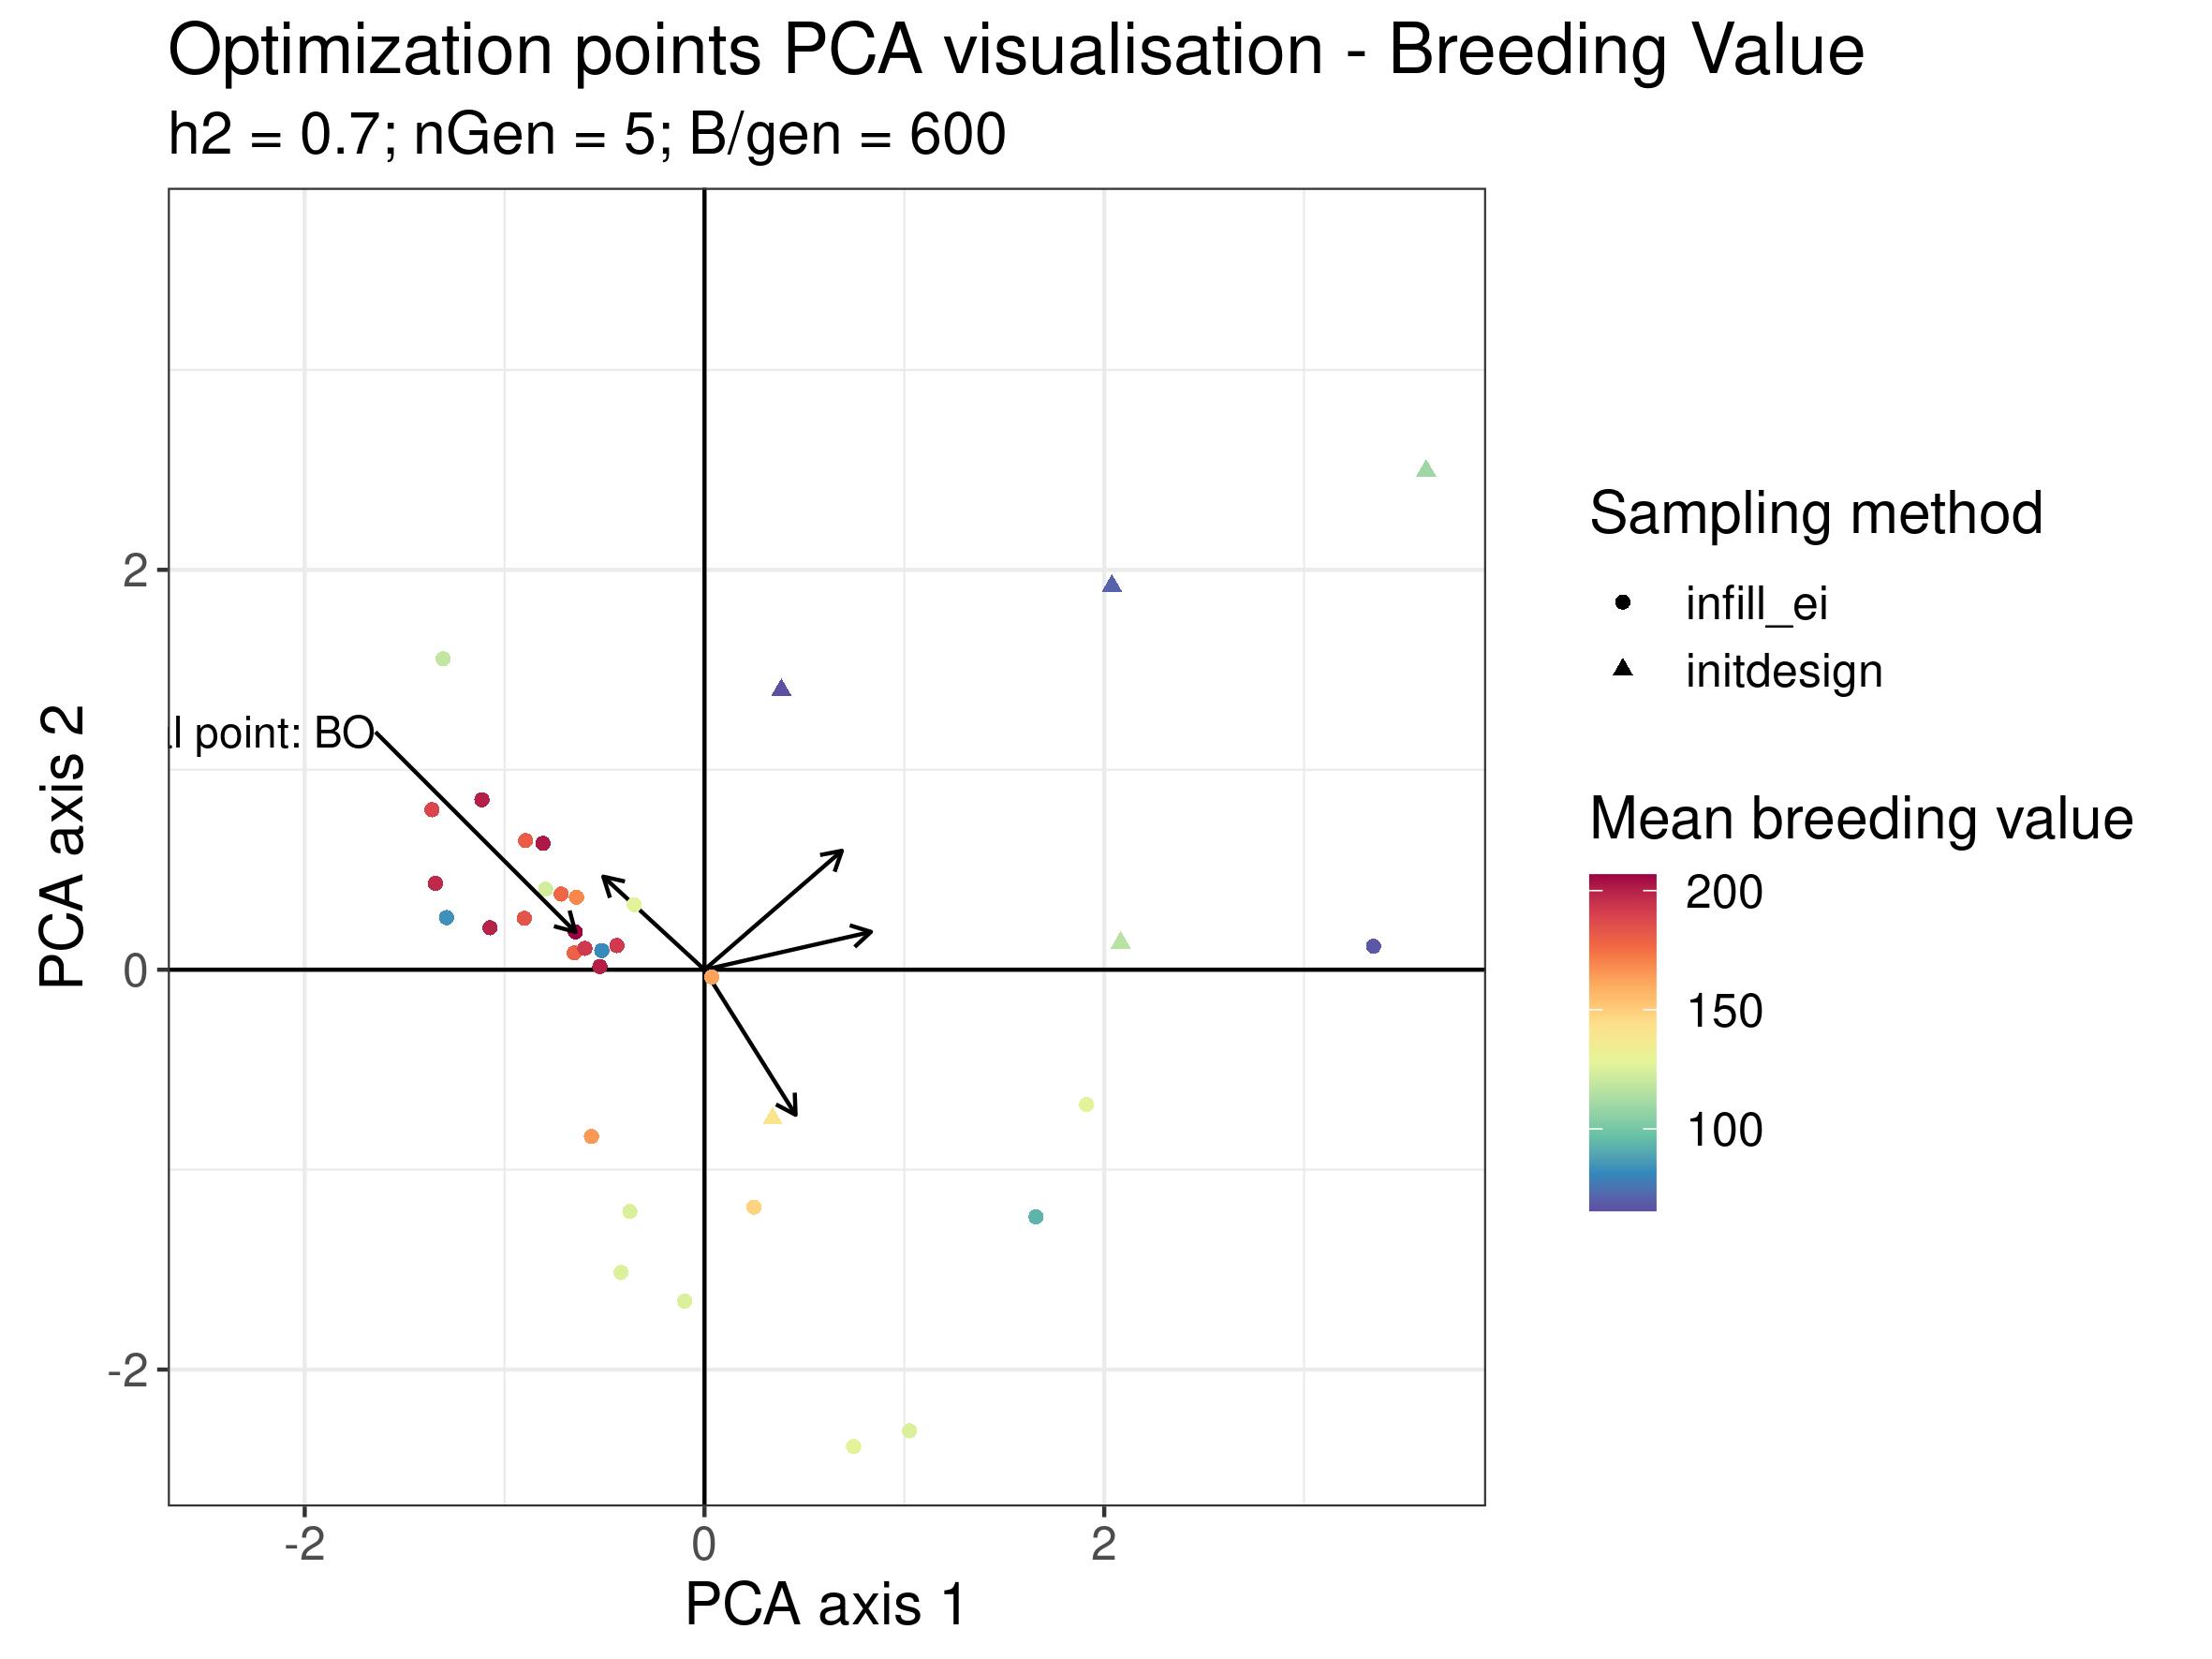 Optimization points PCA visualisation - Breeding Value
h2 = 0.7; nGen = 5; B/gen = 600
PCA axis 2
2
0
-2
point: BO
-2
0
2
PCA axis 1
Sampling method
infill_ei
initdesign
Mean breeding value
200
150
100